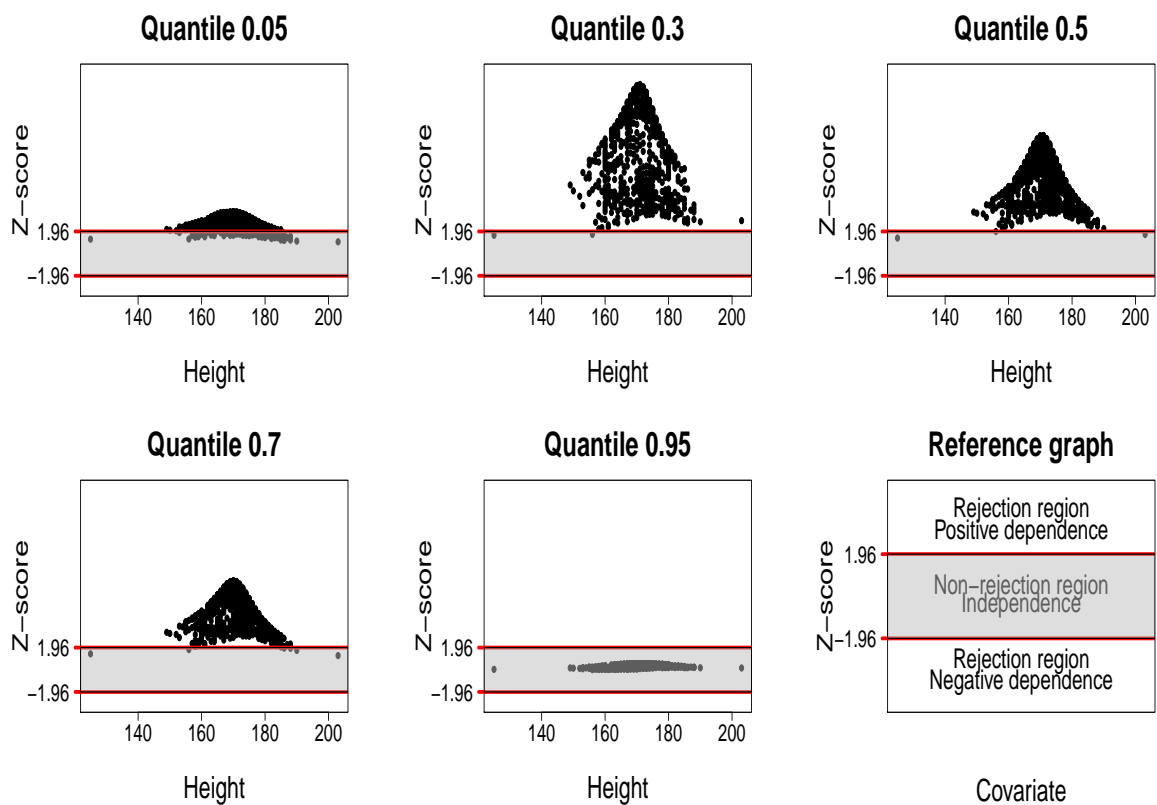 Quantile 0.05
Z−score
1.96
−1.96
140 160 180 200
Height
Quantile 0.3
Z−score
1.96
−1.96
140 160 180 200
Height
Quantile 0.5
Z−score
1.96
−1.96
140 160 180 200
Height
Quantile 0.7
Z−score
1.96
−1.96
140 160 180 200
Height
Quantile 0.95
Z−score
1.96
−1.96
140 160 180 200
Height
Reference graph
Z−score
1.96
−1.96
Rejection region
Positive dependence
Non−rejection region
Independence
Rejection region
Negative dependence
Covariate